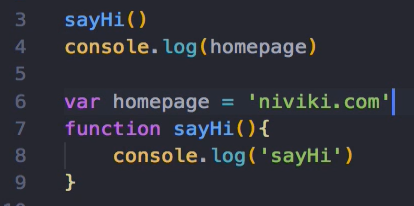 3 sayHi()
4 console.log(homepage)
5
6 var homepage = 'niviki.com'
7 function sayHi(){
8 console.log('sayHi')
9 }